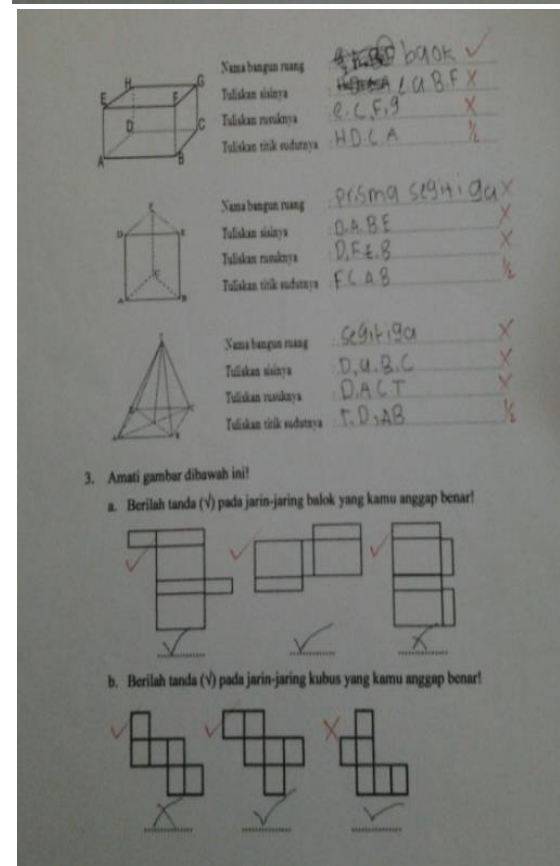 H G
E F
D C
A B
Nama bangun ruang balok
Tuliskan sisinya : e a B.F
Tuliskan rusuknya : e.C,F,g
Tuliskan titik sudutnya : H D.C.A ½
F
D E
C
A B
Nama bangun ruang : prisma segitiga
Tuliskan sisinya : D.A.B E
Tuliskan rusuknya : D,F,E.B
Tuliskan titik sudutnya : F C A B ½
T
Nama bangun ruang : segitiga
Tuliskan sisinya : D,a.B.C
Tuliskan rusuknya : D.A C T
Tuliskan titik sudutnya : T.D,AB ½
3. Amati gambar dibawah ini!
a. Berilah tanda (√) pada jarin-jaring balok yang kamu anggap benar!
b. Berilah tanda (√) pada jarin-jaring kubus yang kamu anggap benar!